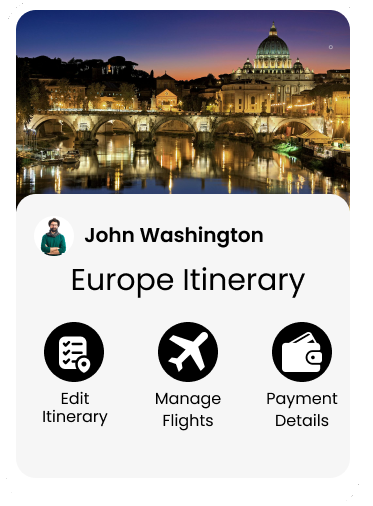 John Washington
Europe Itinerary
Edit
Itinerary
Manage
Flights
Payment
Details